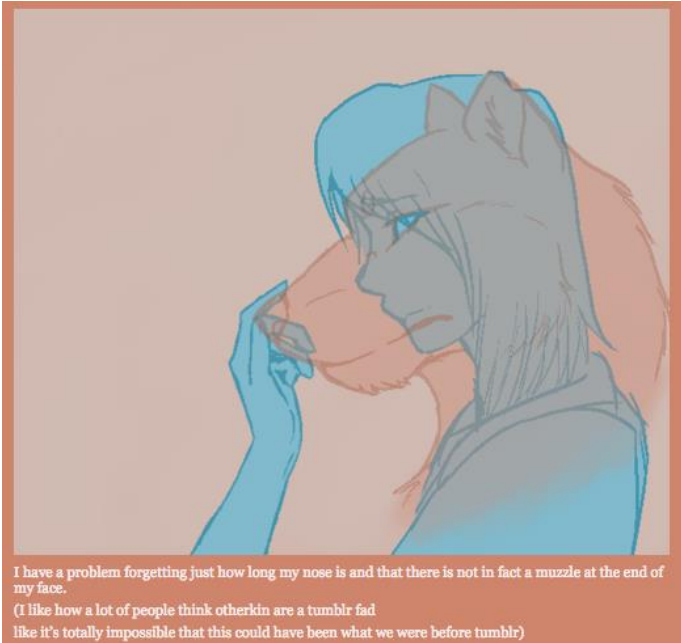 I have a problem forgetting just how long my nose is and that there is not in fact a muzzle at the end of
my face.
(I like how a lot of people think otherkin are a tumblr fad
like it's totally impossible that this could have been what we were before tumblr)